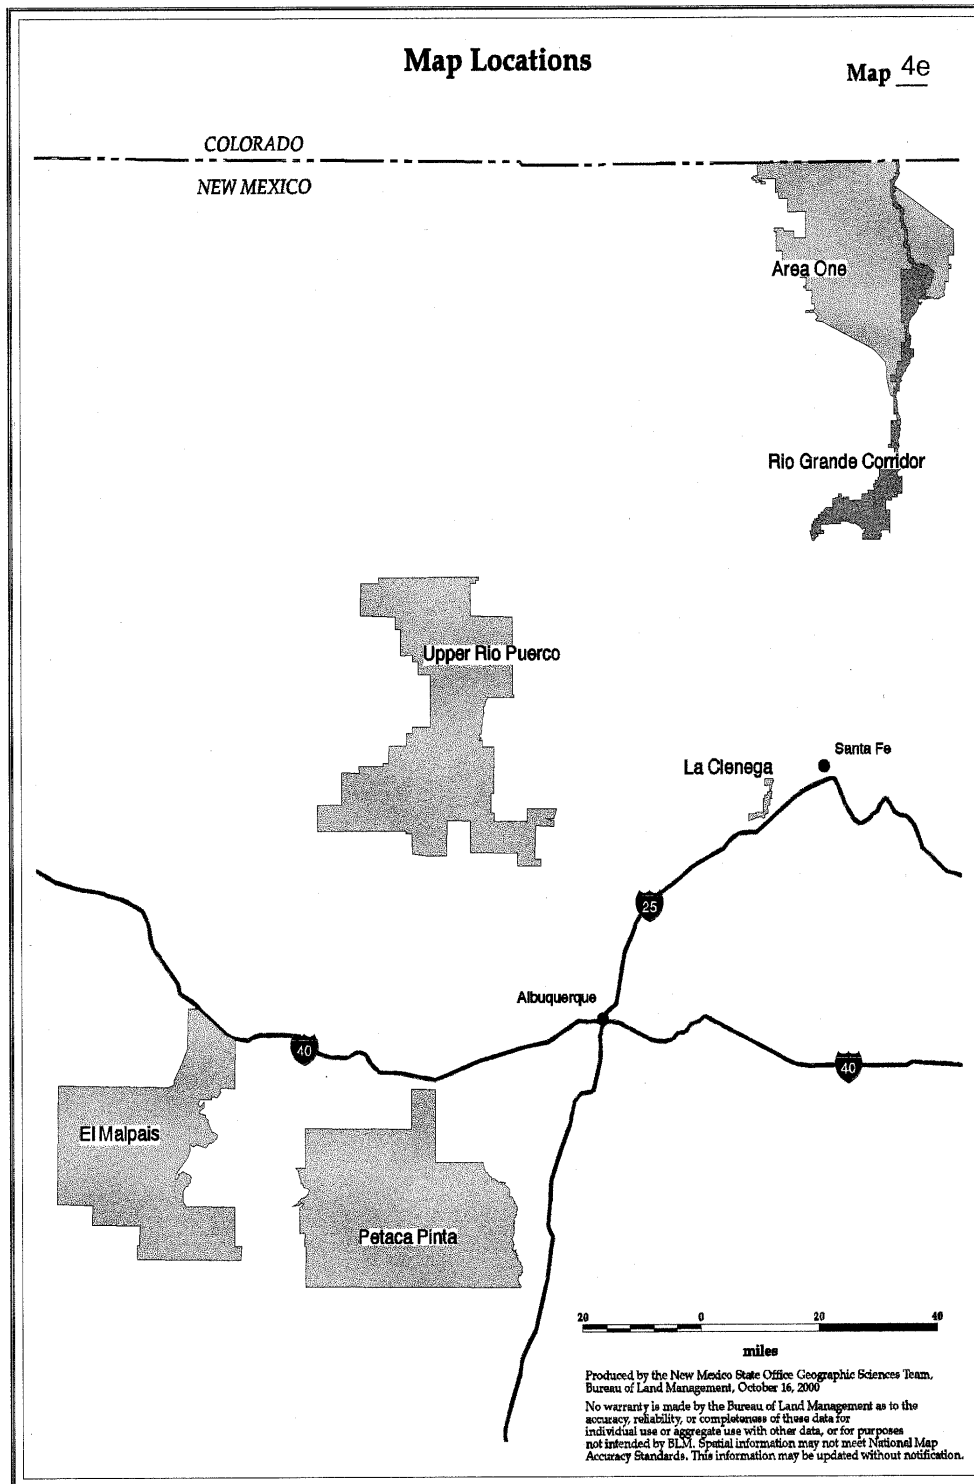 Map Locations
Map 4e
COLORADO
NEW MEXICO
Area One
Rio Grande Corridor
Upper Rio Puerco
La Cienega
Santa Fe
25
Albuquerque
40
40
El Malpais
Petaca Pinta
20 0 20 40
miles
Produced by the New Mexico State Office Geographic Sciences Team,
Bureau of Land Management, October 16, 2000
No warranty is made by the Bureau of Land Management as to the
accuracy, reliability, or completeness of these data for
individual use or aggregate use with other data, or for purposes
not intended by BLM. Spatial information may not meet National Map
Accuracy Standards. This information may be updated without notification.